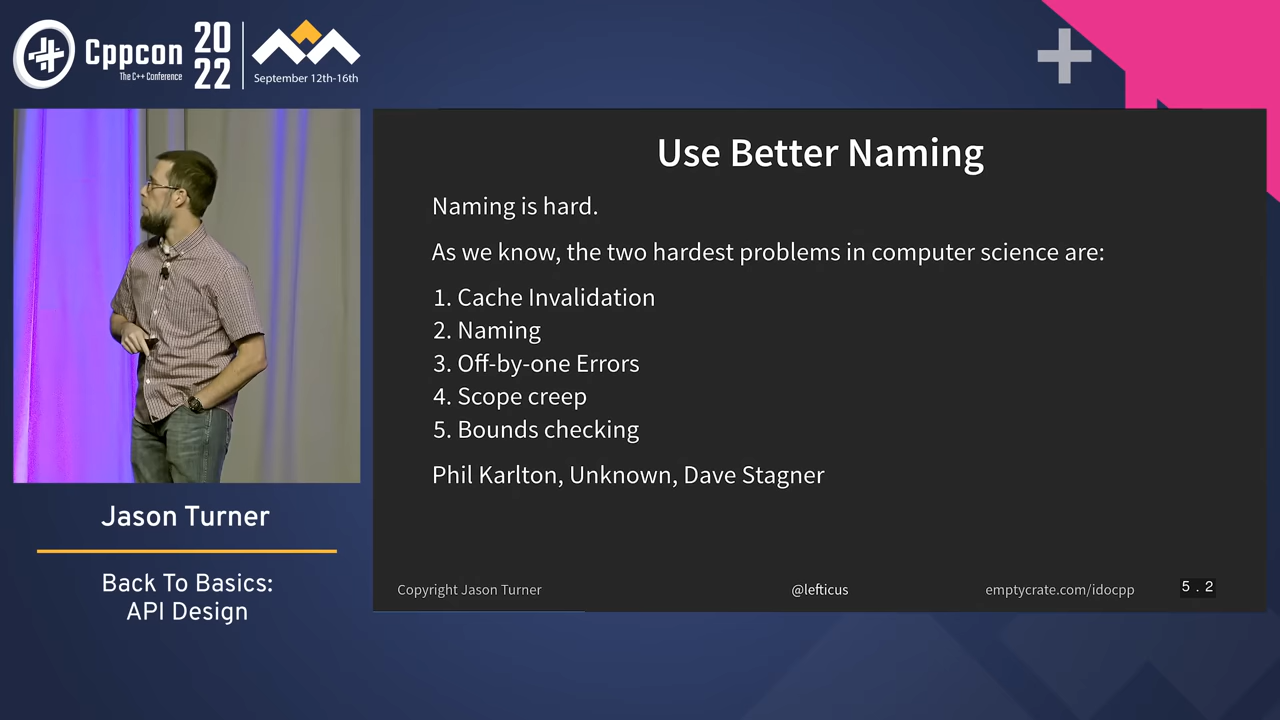 Cppcon
The C++ Conference
20
22
September 12th-16th
Use Better Naming
Naming is hard.
As we know, the two hardest problems in computer science are:
1. Cache Invalidation
2. Naming
3. Off-by-one Errors
4. Scope creep
5. Bounds checking
Phil Karlton, Unknown, Dave Stagner
Copyright Jason Turner
@lefticus
emptycrate.com/idocpp
5 . 2
Jason Turner
Back To Basics:
API Design